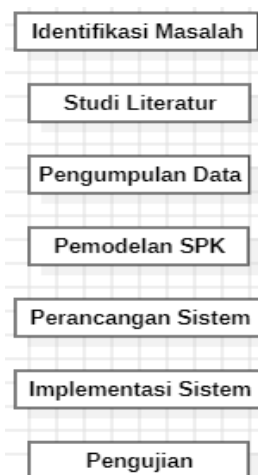 Identifikasi Masalah
Studi Literatur
Pengumpulan Data
Pemodelan SPK
Perancangan Sistem
Implementasi Sistem
Pengujian